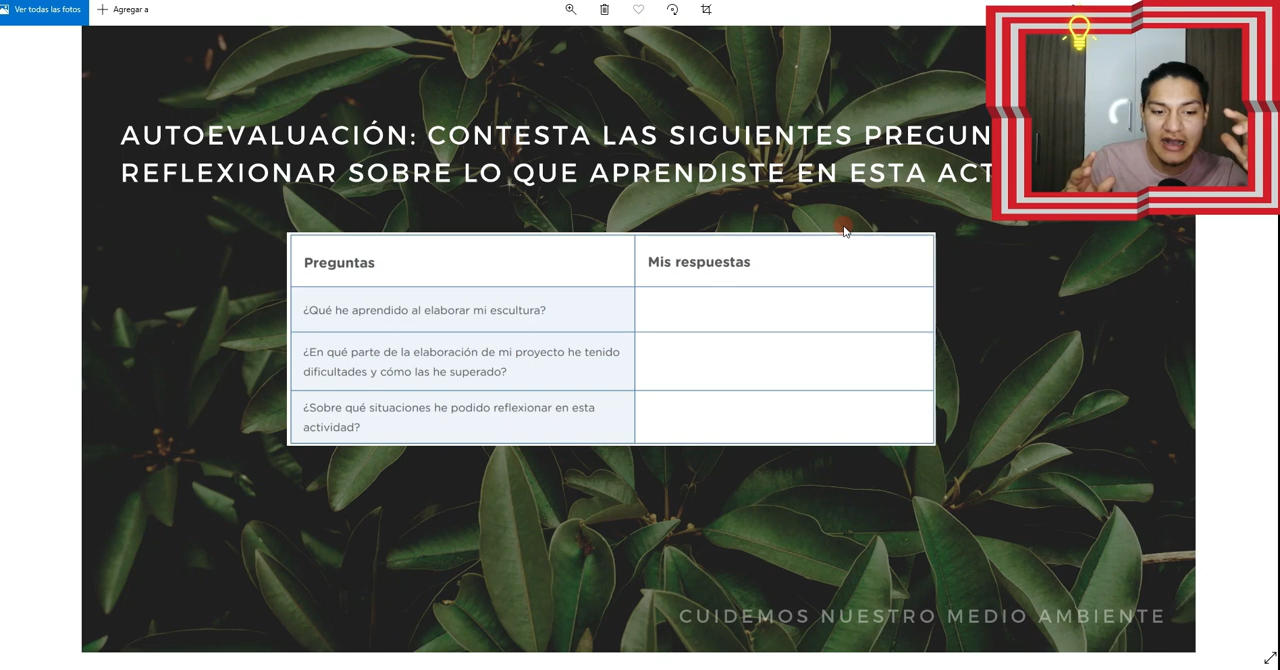 Ver todas las fotos
Agregar a
AUTOEVALUACIÓN: CONTESTA LAS SIGUIENTES
REFLEXIONAR SOBRE LO QUE APRENDISTE EN ESTA
Preguntas
Mis respuestas
¿Qué he aprendido al elaborar mi escultura?
¿En qué parte de la elaboración de mi proyecto he tenido
dificultades y cómo las he superado?
¿Sobre qué situaciones he podido reflexionar en esta
actividad?
CUIDEMOS NUESTRO MEDIO AMBIENTE